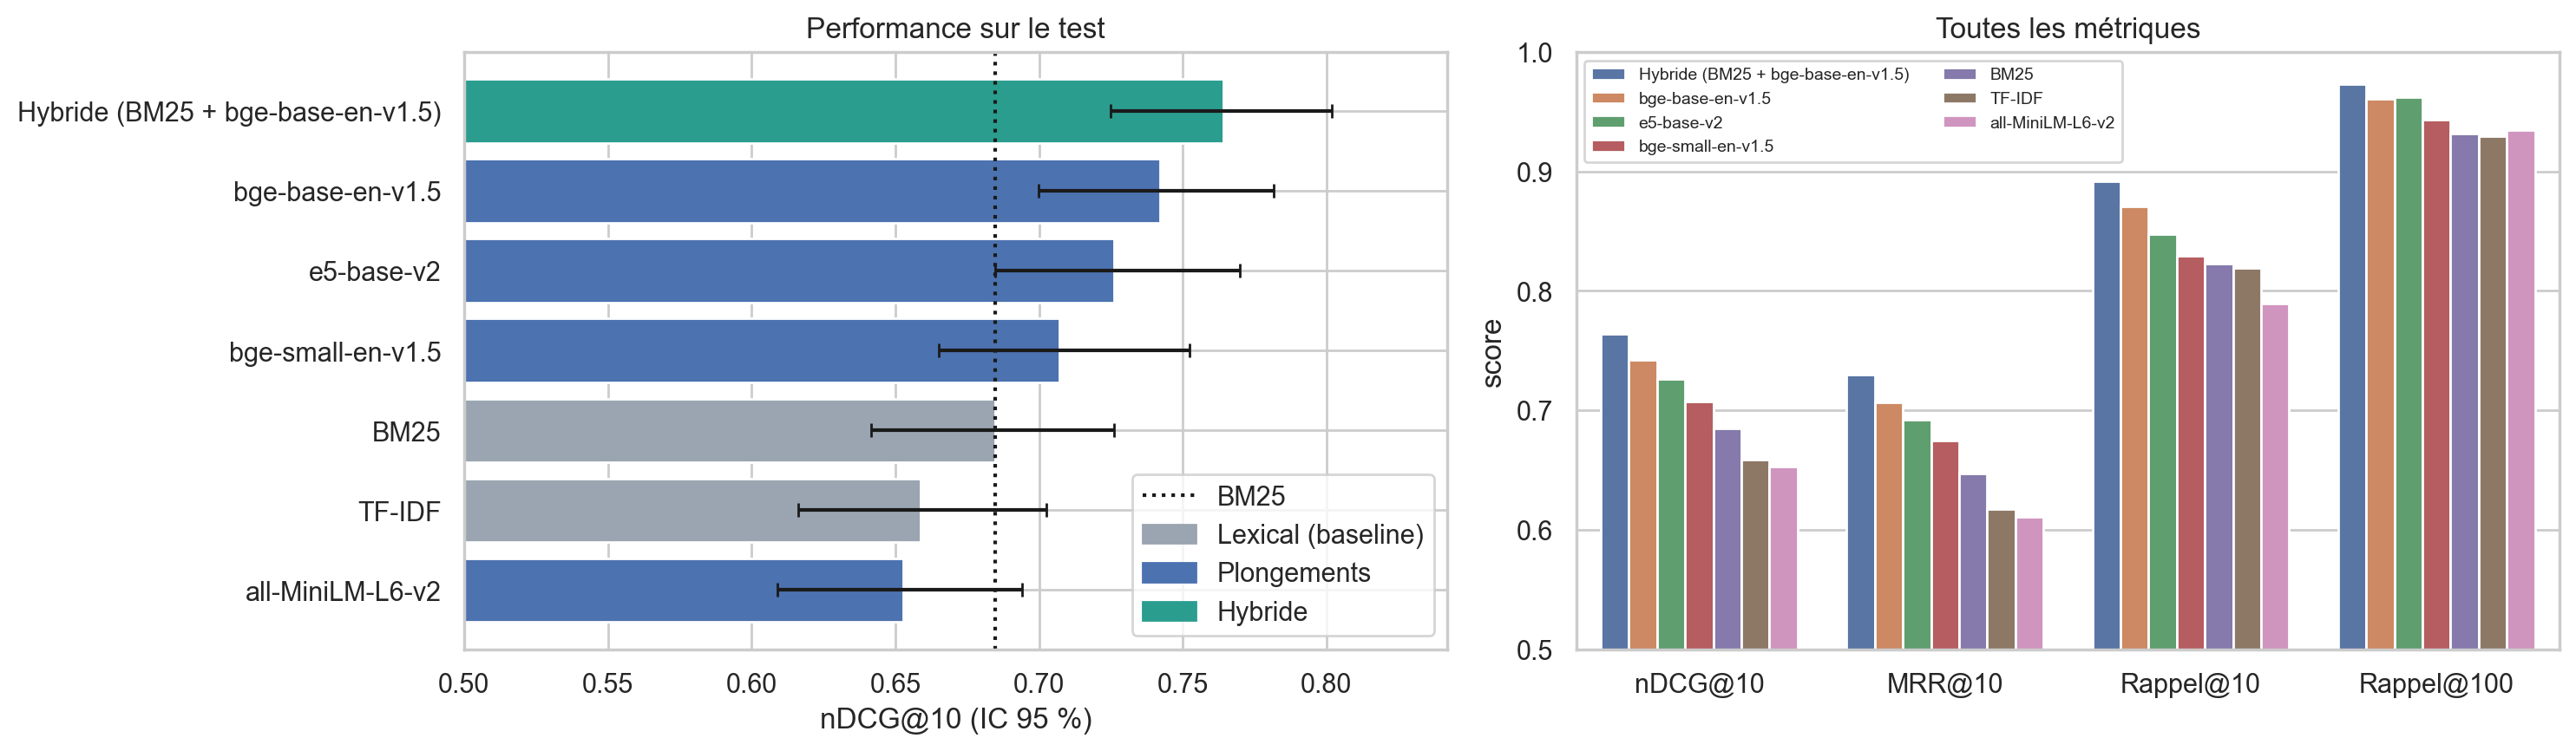 Performance sur le test
Hybride (BM25 + bge-base-en-v1.5)
bge-base-en-v1.5
e5-base-v2
bge-small-en-v1.5
BM25
TF-IDF
all-MiniLM-L6-v2
BM25
Lexical (baseline)
Plongements
Hybride
0.50 0.55 0.60 0.65 0.70 0.75 0.80
nDCG@10 (IC 95 %)
Toutes les métriques
Hybride (BM25 + bge-base-en-v1.5)
bge-base-en-v1.5
e5-base-v2
bge-small-en-v1.5
BM25
TF-IDF
all-MiniLM-L6-v2
score
1.0
0.9
0.8
0.7
0.6
0.5
nDCG@10 MRR@10 Rappel@10 Rappel@100